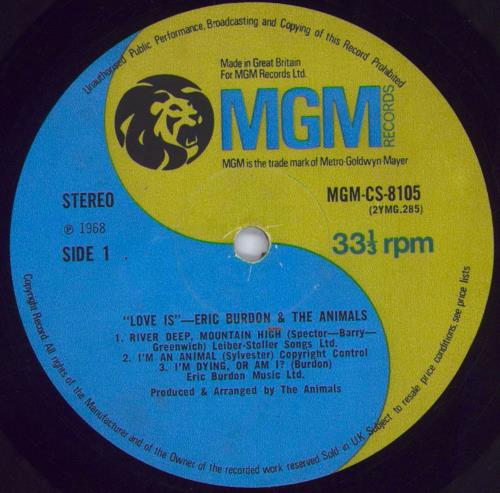 Unauthorised Public Performance, Broadcasting and Copying of this Record Prohibited
Made in Great Britain
For MGM Records Ltd.
MGM
RECORDS
MGM is the trade mark of Metro-Goldwyn-Mayer
STEREO
MGM-CS-8105
(2YMG.285)
℗ 1968
SIDE 1
33⅓ rpm
"LOVE IS"—ERIC BURDON & THE ANIMALS
1. RIVER DEEP, MOUNTAIN HIGH (Spector—Barry—
Greenwich) Leiber-Stoller Songs Ltd.
2. I'M AN ANIMAL (Sylvester) Copyright Control
3. I'M DYING, OR AM I? (Burdon)
Eric Burdon Music Ltd.
Produced & Arranged by The Animals
Copyright Record. All rights of the Manufacturer and of the Owner of the recorded work reserved Sold in U.K. Subject to resale price conditions, see price lists